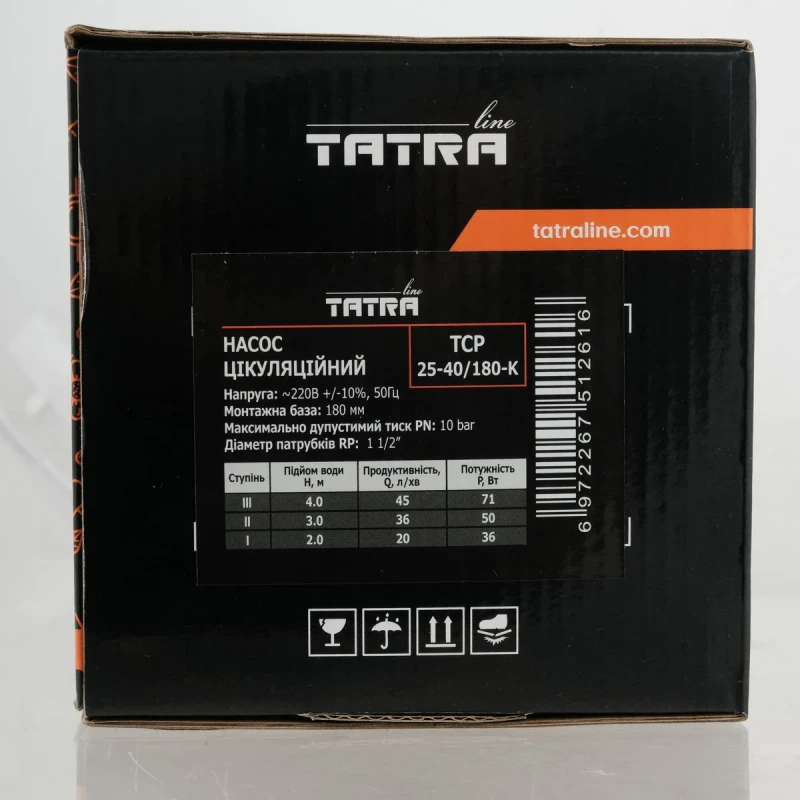 TATRA line
tatraline.com
TATRA line
НАСОС
ЦІКУЛЯЦІЙНИЙ
TCP
25-40/180-K
Напруга: ~220В +/-10%, 50Гц
Монтажна база: 180 мм
Максимально дупустимий тиск PN: 10 bar
Діаметр патрубків RP: 1 1/2″
Ступінь Підйом води H, м Продуктивність, Q, л/хв Потужність P, Вт
III 4.0 45 71
II 3.0 36 50
I 2.0 20 36
6 972267 512616